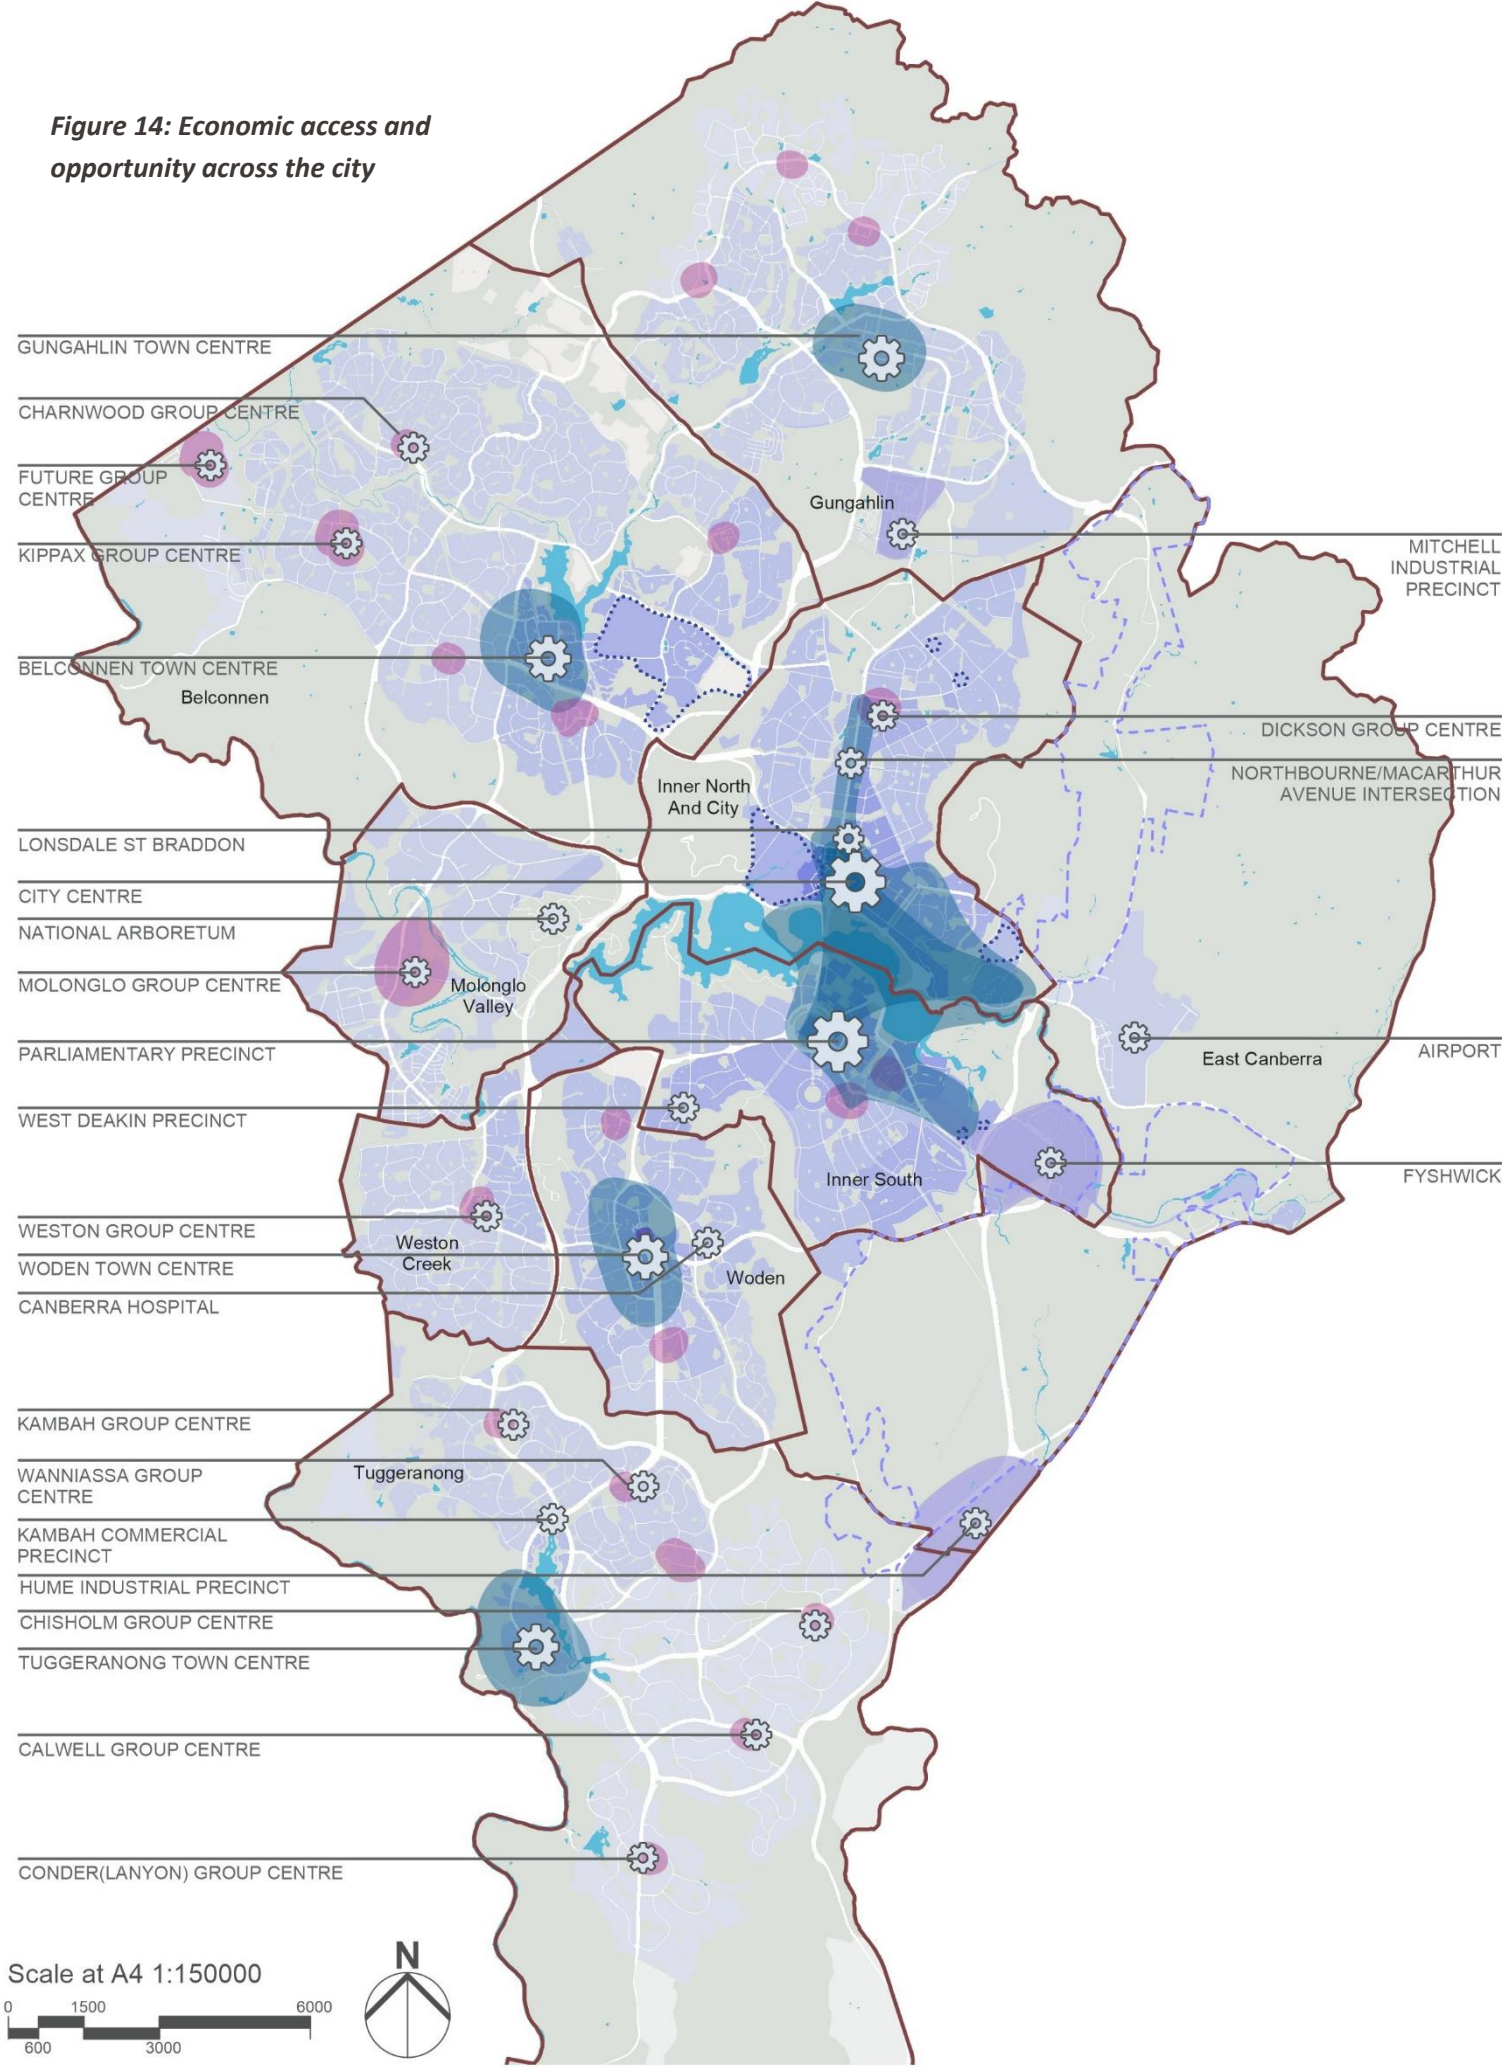 Figure 14: Economic access and
opportunity across the city
GUNGAHLIN TOWN CENTRE
CHARNWOOD GROUP CENTRE
FUTURE GROUP
CENTRE
KIPPAX GROUP CENTRE
BELCONNEN TOWN CENTRE
Belconnen
Gungahlin
MITCHELL
INDUSTRIAL
PRECINCT
DICKSON GROUP CENTRE
NORTHBOURNE/MACARTHUR
AVENUE INTERSECTION
Inner North
And City
LONSDALE ST BRADDON
CITY CENTRE
NATIONAL ARBORETUM
MOLONGLO GROUP CENTRE
Molonglo
Valley
PARLIAMENTARY PRECINCT
AIRPORT
East Canberra
WEST DEAKIN PRECINCT
FYSHWICK
Inner South
WESTON GROUP CENTRE
Weston
Creek
WODEN TOWN CENTRE
Woden
CANBERRA HOSPITAL
KAMBAH GROUP CENTRE
WANNIASSA GROUP
CENTRE
Tuggeranong
KAMBAH COMMERCIAL
PRECINCT
HUME INDUSTRIAL PRECINCT
CHISHOLM GROUP CENTRE
TUGGERANONG TOWN CENTRE
CALWELL GROUP CENTRE
CONDER(LANYON) GROUP CENTRE
N
Scale at A4 1:150000
0 1500 6000
600 3000